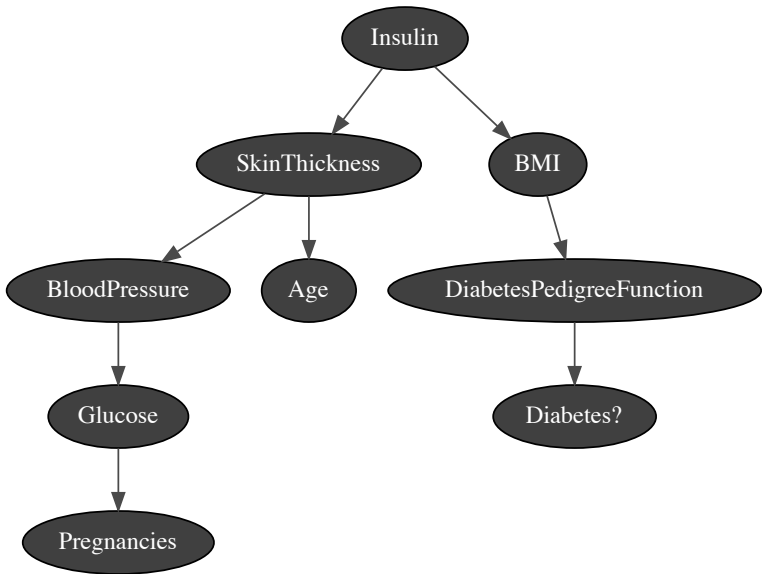 Insulin
SkinThickness
BMI
BloodPressure
Age
DiabetesPedigreeFunction
Glucose
Diabetes?
Pregnancies